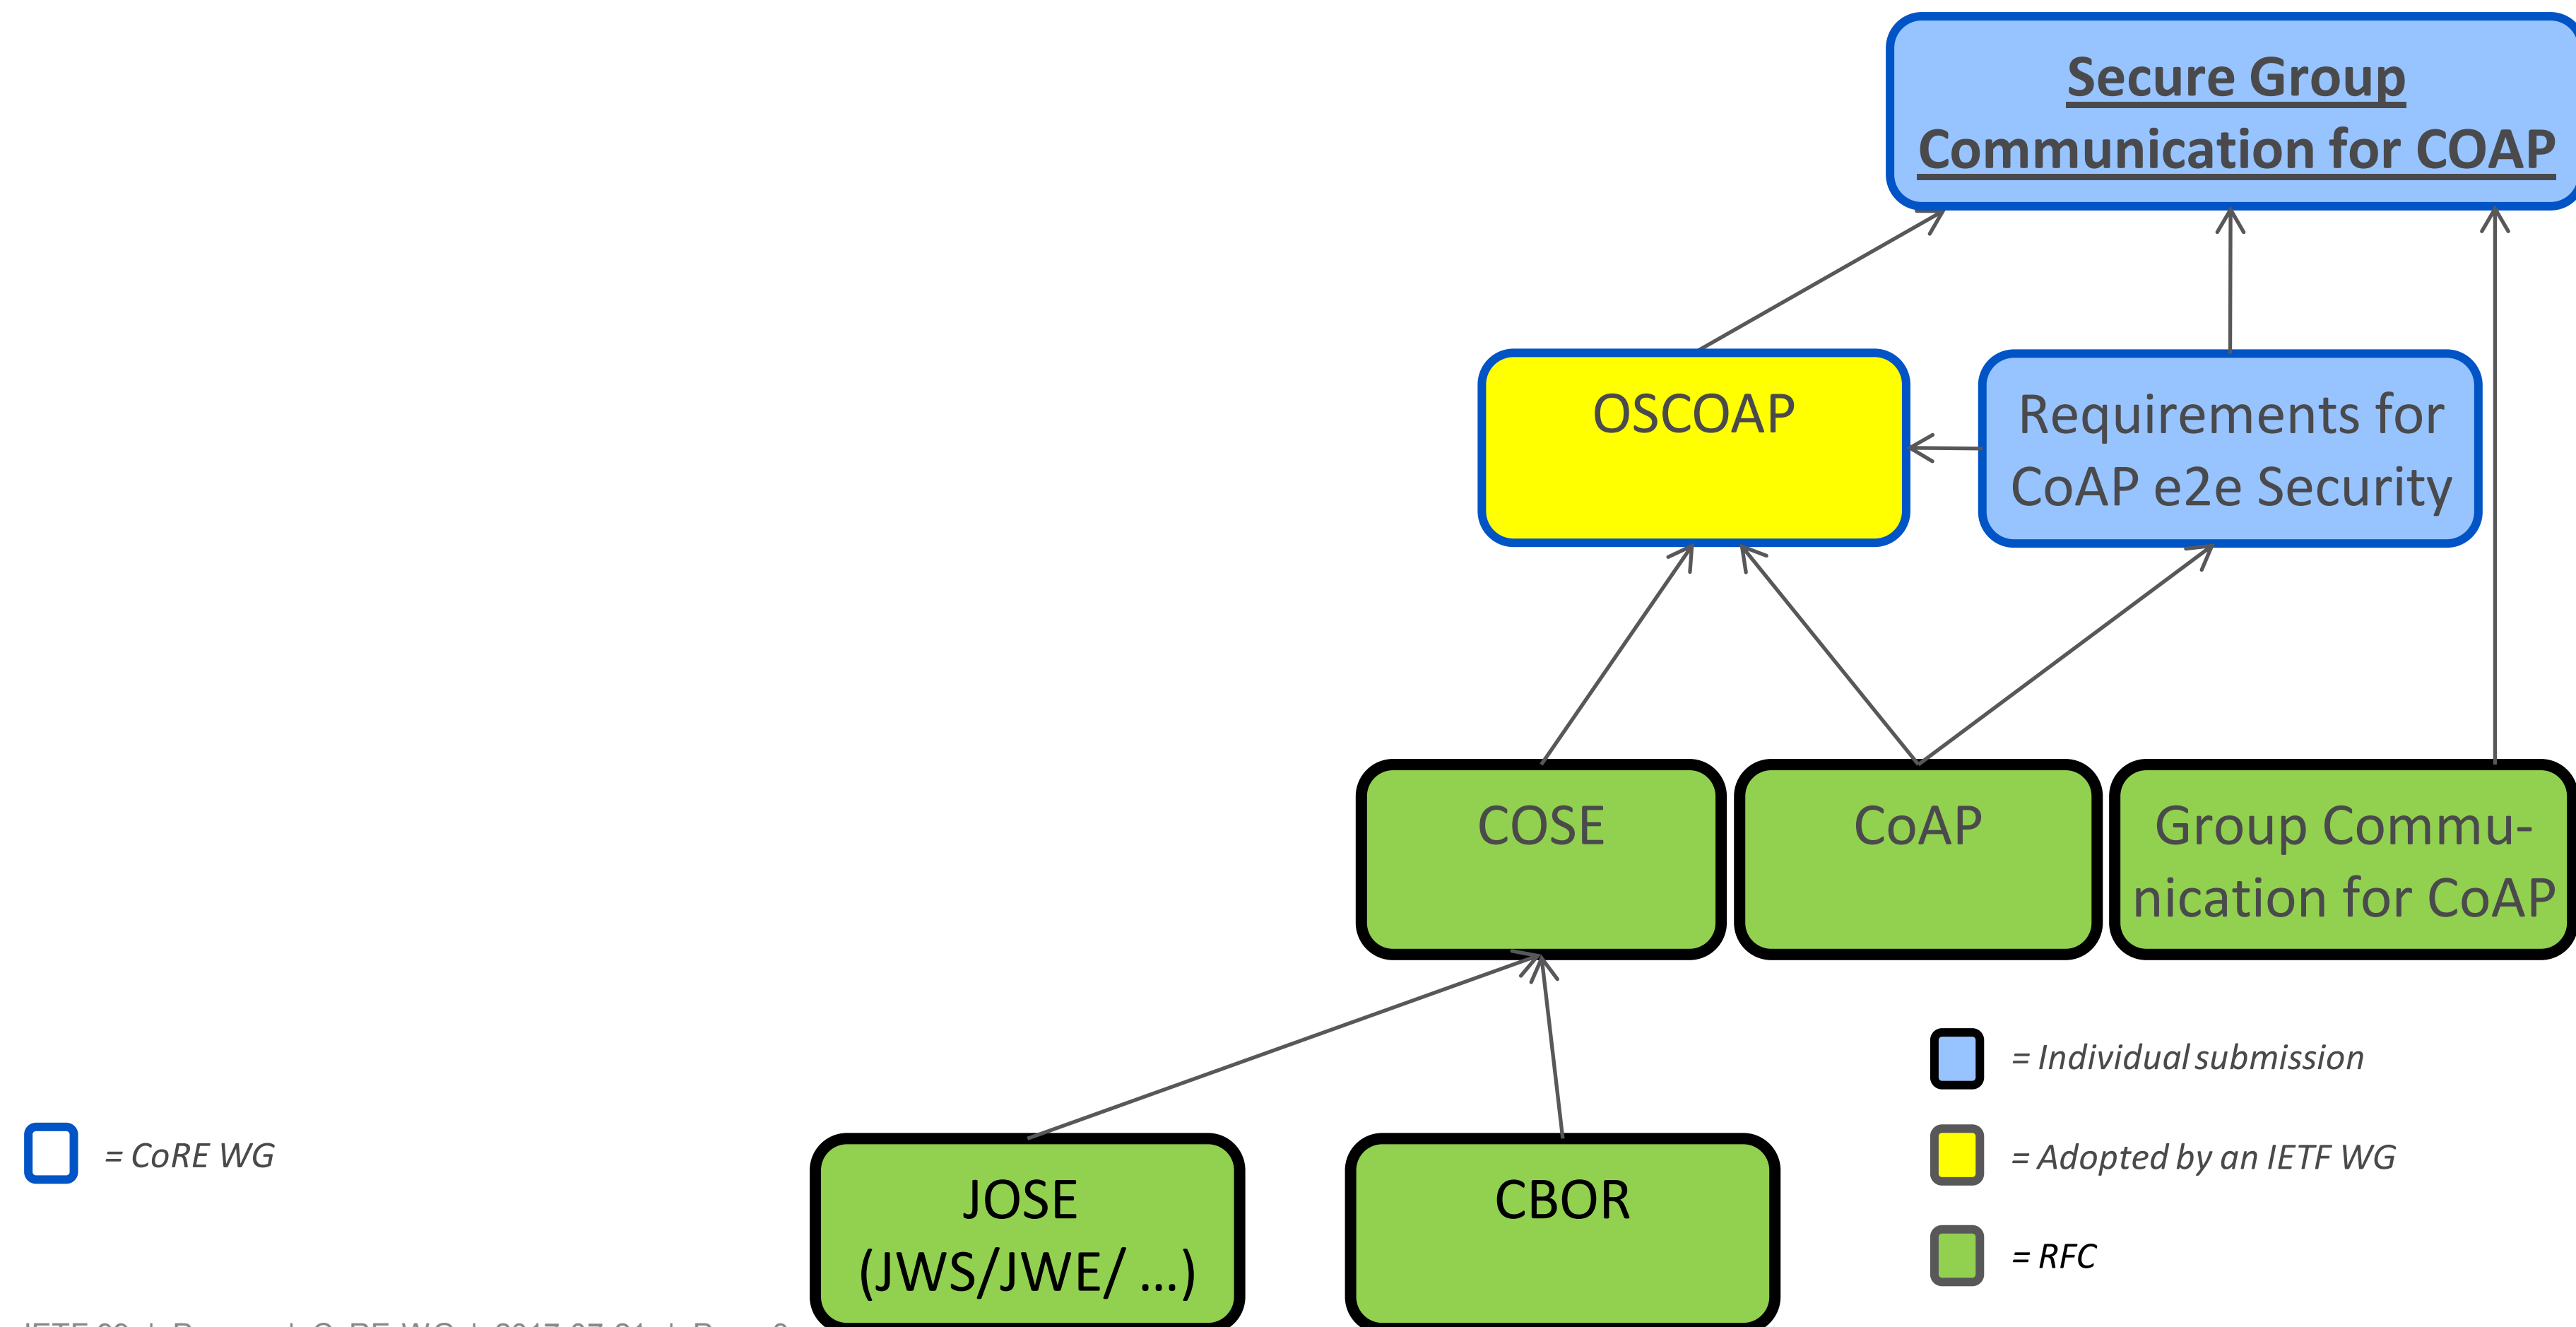 Secure Group
Communication for COAP
OSCOAP
Requirements for
CoAP e2e Security
COSE
CoAP
Group Commu-
nication for CoAP
= Individual submission
= CoRE WG
= Adopted by an IETF WG
JOSE
(JWS/JWE/ ...)
CBOR
= RFC